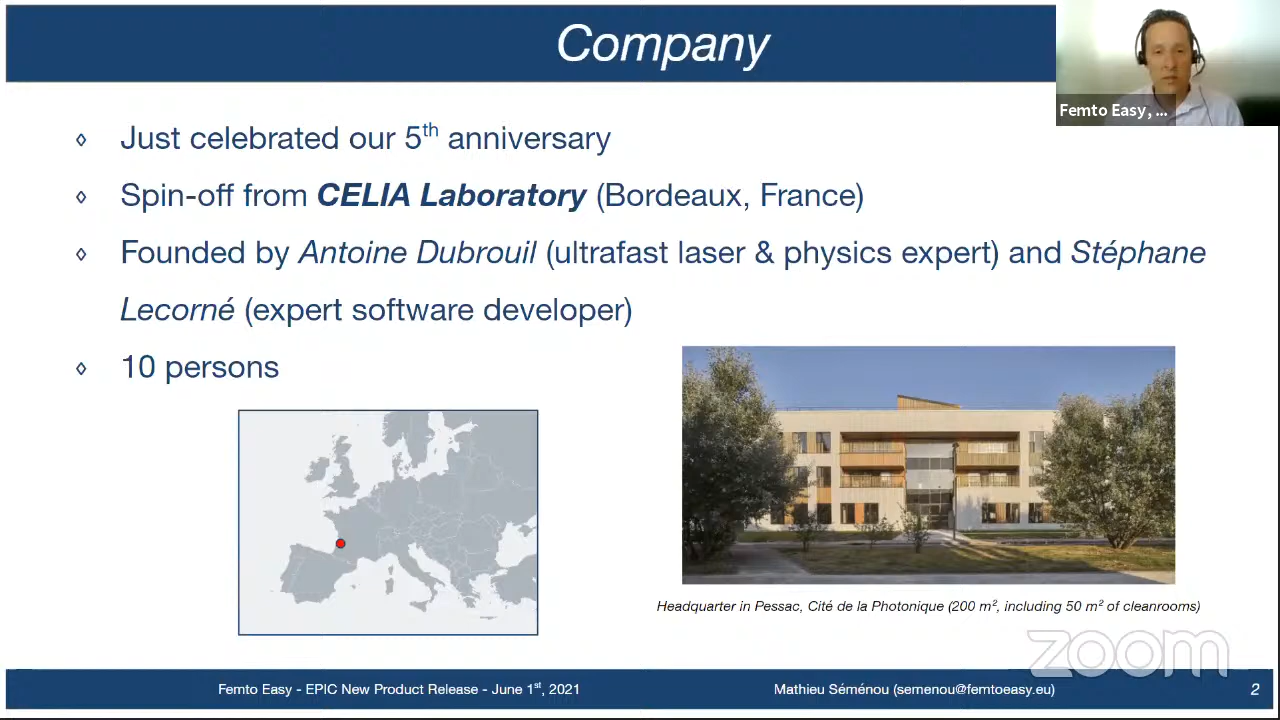 Company
Femto Easy, ...
◊ Just celebrated our 5th anniversary
◊ Spin-off from CELIA Laboratory (Bordeaux, France)
◊ Founded by Antoine Dubrouil (ultrafast laser & physics expert) and Stéphane
Lecorné (expert software developer)
◊ 10 persons
Headquarter in Pessac, Cité de la Photonique (200 m², including 50 m² of cleanrooms)
zoom
Femto Easy - EPIC New Product Release - June 1st, 2021
Mathieu Séménou (semenou@femtoeasy.eu)
2